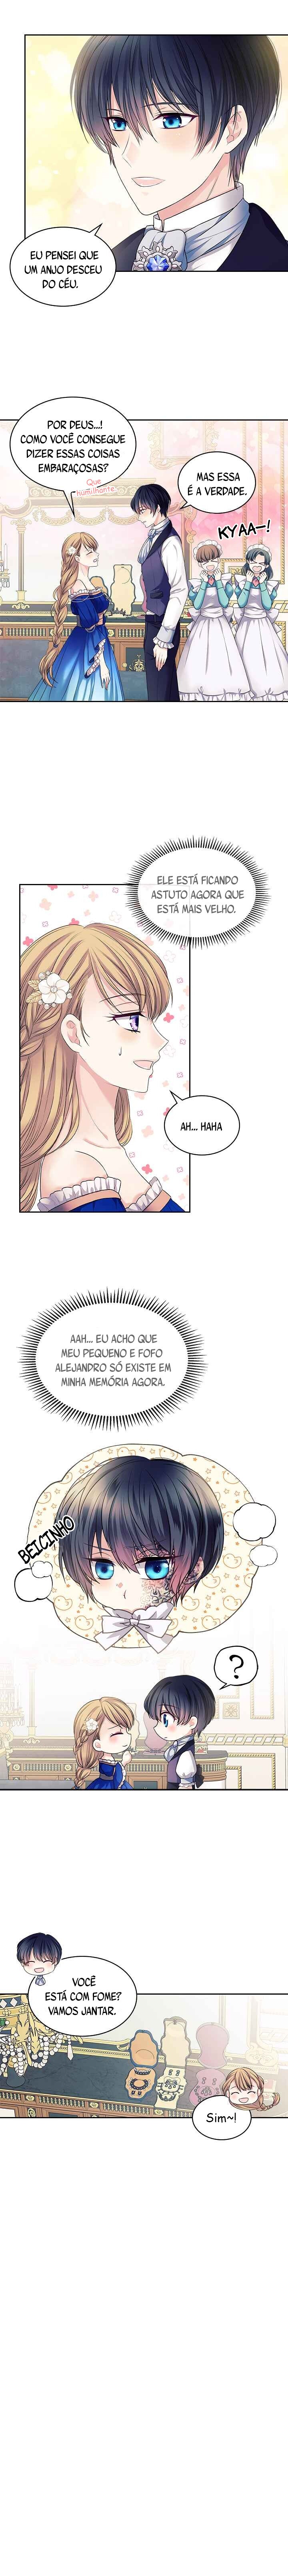 EU PENSEI QUE
UM ANJO DESCEU
DO CÉU.
POR DEUS...!
COMO VOCÊ CONSEGUE
DIZER ESSAS COISAS
EMBARAÇOSAS?
Que
humilhante
MAS ESSA
É A VERDADE.
KYAA~!
ELE ESTÁ FICANDO
ASTUTO AGORA QUE
ESTÁ MAIS VELHO.
AH... HAHA
AAH... EU ACHO QUE
MEU PEQUENO E FOFO
ALEJANDRO SÓ EXISTE EM
MINHA MEMÓRIA AGORA.
BEICINHO
?
VOCÊ
ESTÁ COM FOME?
VAMOS JANTAR.
Sim~!